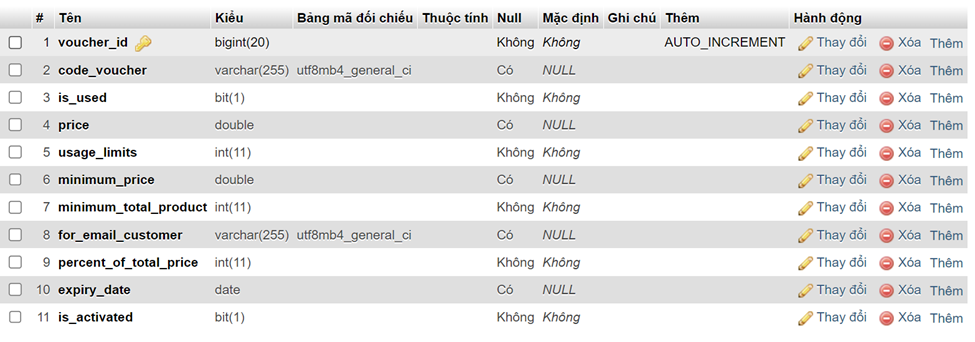 # Tên Kiểu Bảng mã đối chiếu Thuộc tính Null Mặc định Ghi chú Thêm Hành động
1 voucher_id bigint(20) Không Không AUTO_INCREMENT Thay đổi Xóa Thêm
2 code_voucher varchar(255) utf8mb4_general_ci Có NULL Thay đổi Xóa Thêm
3 is_used bit(1) Không Không Thay đổi Xóa Thêm
4 price double Có NULL Thay đổi Xóa Thêm
5 usage_limits int(11) Không Không Thay đổi Xóa Thêm
6 minimum_price double Có NULL Thay đổi Xóa Thêm
7 minimum_total_product int(11) Không Không Thay đổi Xóa Thêm
8 for_email_customer varchar(255) utf8mb4_general_ci Có NULL Thay đổi Xóa Thêm
9 percent_of_total_price int(11) Không Không Thay đổi Xóa Thêm
10 expiry_date date Có NULL Thay đổi Xóa Thêm
11 is_activated bit(1) Không Không Thay đổi Xóa Thêm